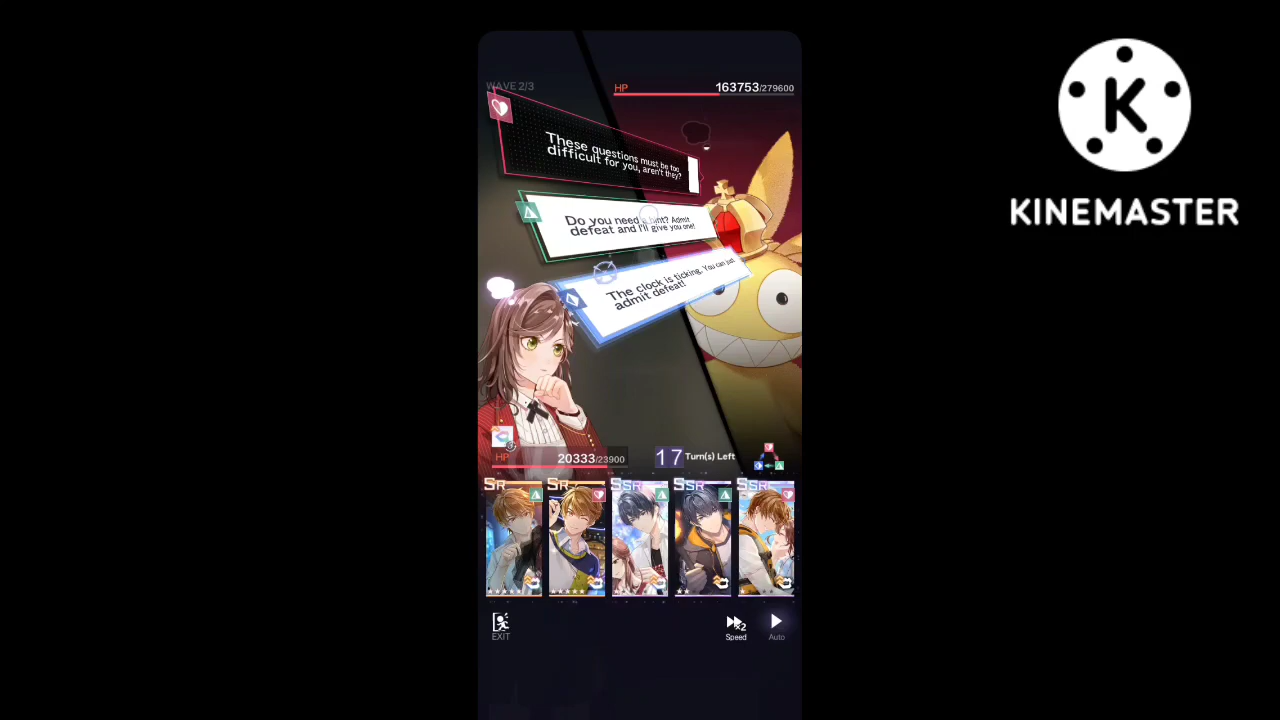 WAVE 2/3
HP 163753/279600
These questions must be too
difficult for you, aren't they?
Do you need a hint? Admit
defeat and I'll give you one!
The clock is ticking. You can just
admit defeat!
HP 20333/23900
17 Turn(s) Left
SR SR SSR SSR SSR
x2
EXIT
Speed
Auto
K
KINEMASTER